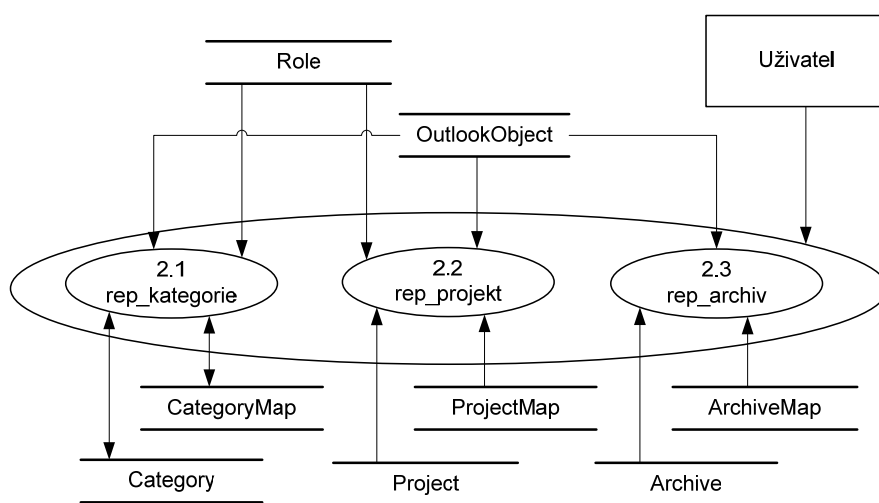 Role
Uživatel
OutlookObject
2.1
rep_kategorie
2.2
rep_projekt
2.3
rep_archiv
CategoryMap
ProjectMap
ArchiveMap
Category
Project
Archive